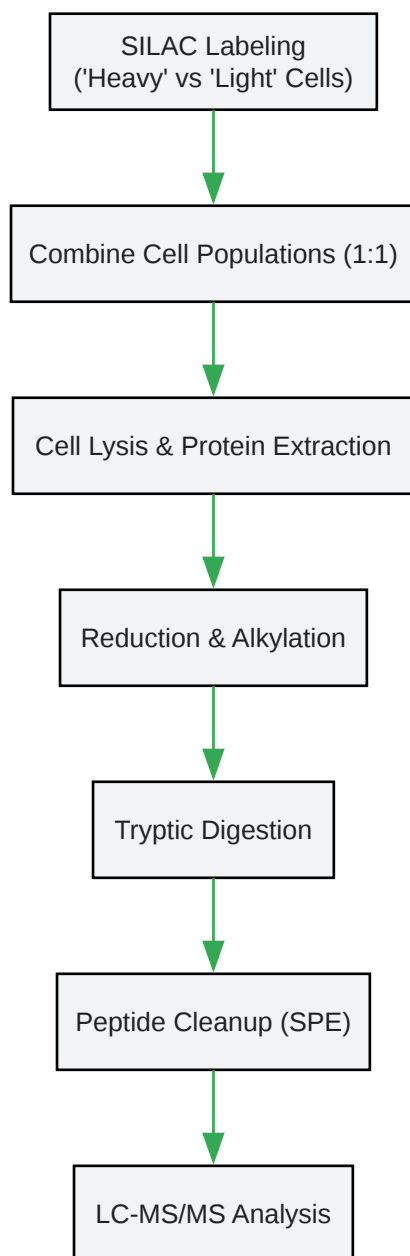 SILAC Labeling
('Heavy' vs 'Light' Cells)
Combine Cell Populations (1:1)
Cell Lysis & Protein Extraction
Reduction & Alkylation
Tryptic Digestion
Peptide Cleanup (SPE)
LC-MS/MS Analysis